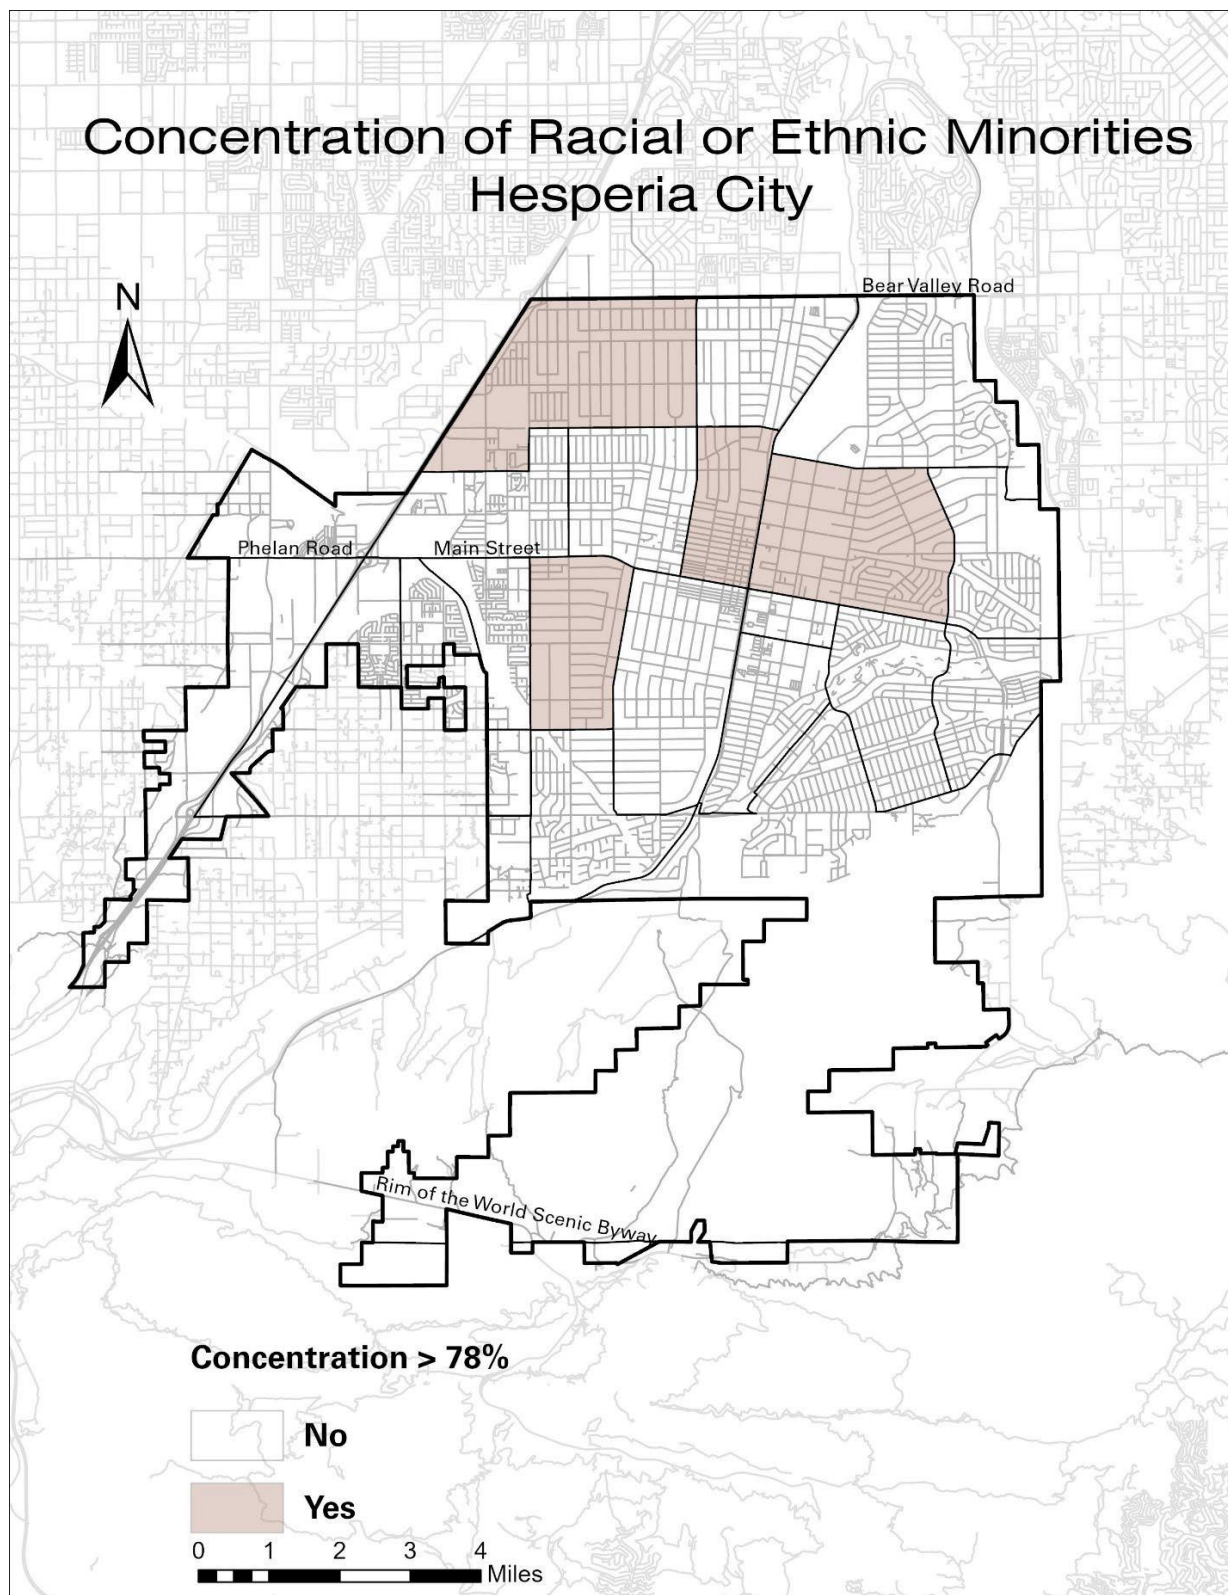 Concentration of Racial or Ethnic Minorities
Hesperia City
N
Bear Valley Road
Phelan Road
Main Street
Rim of the World Scenic Byway
Concentration > 78%
No
Yes
0 1 2 3 4
Miles